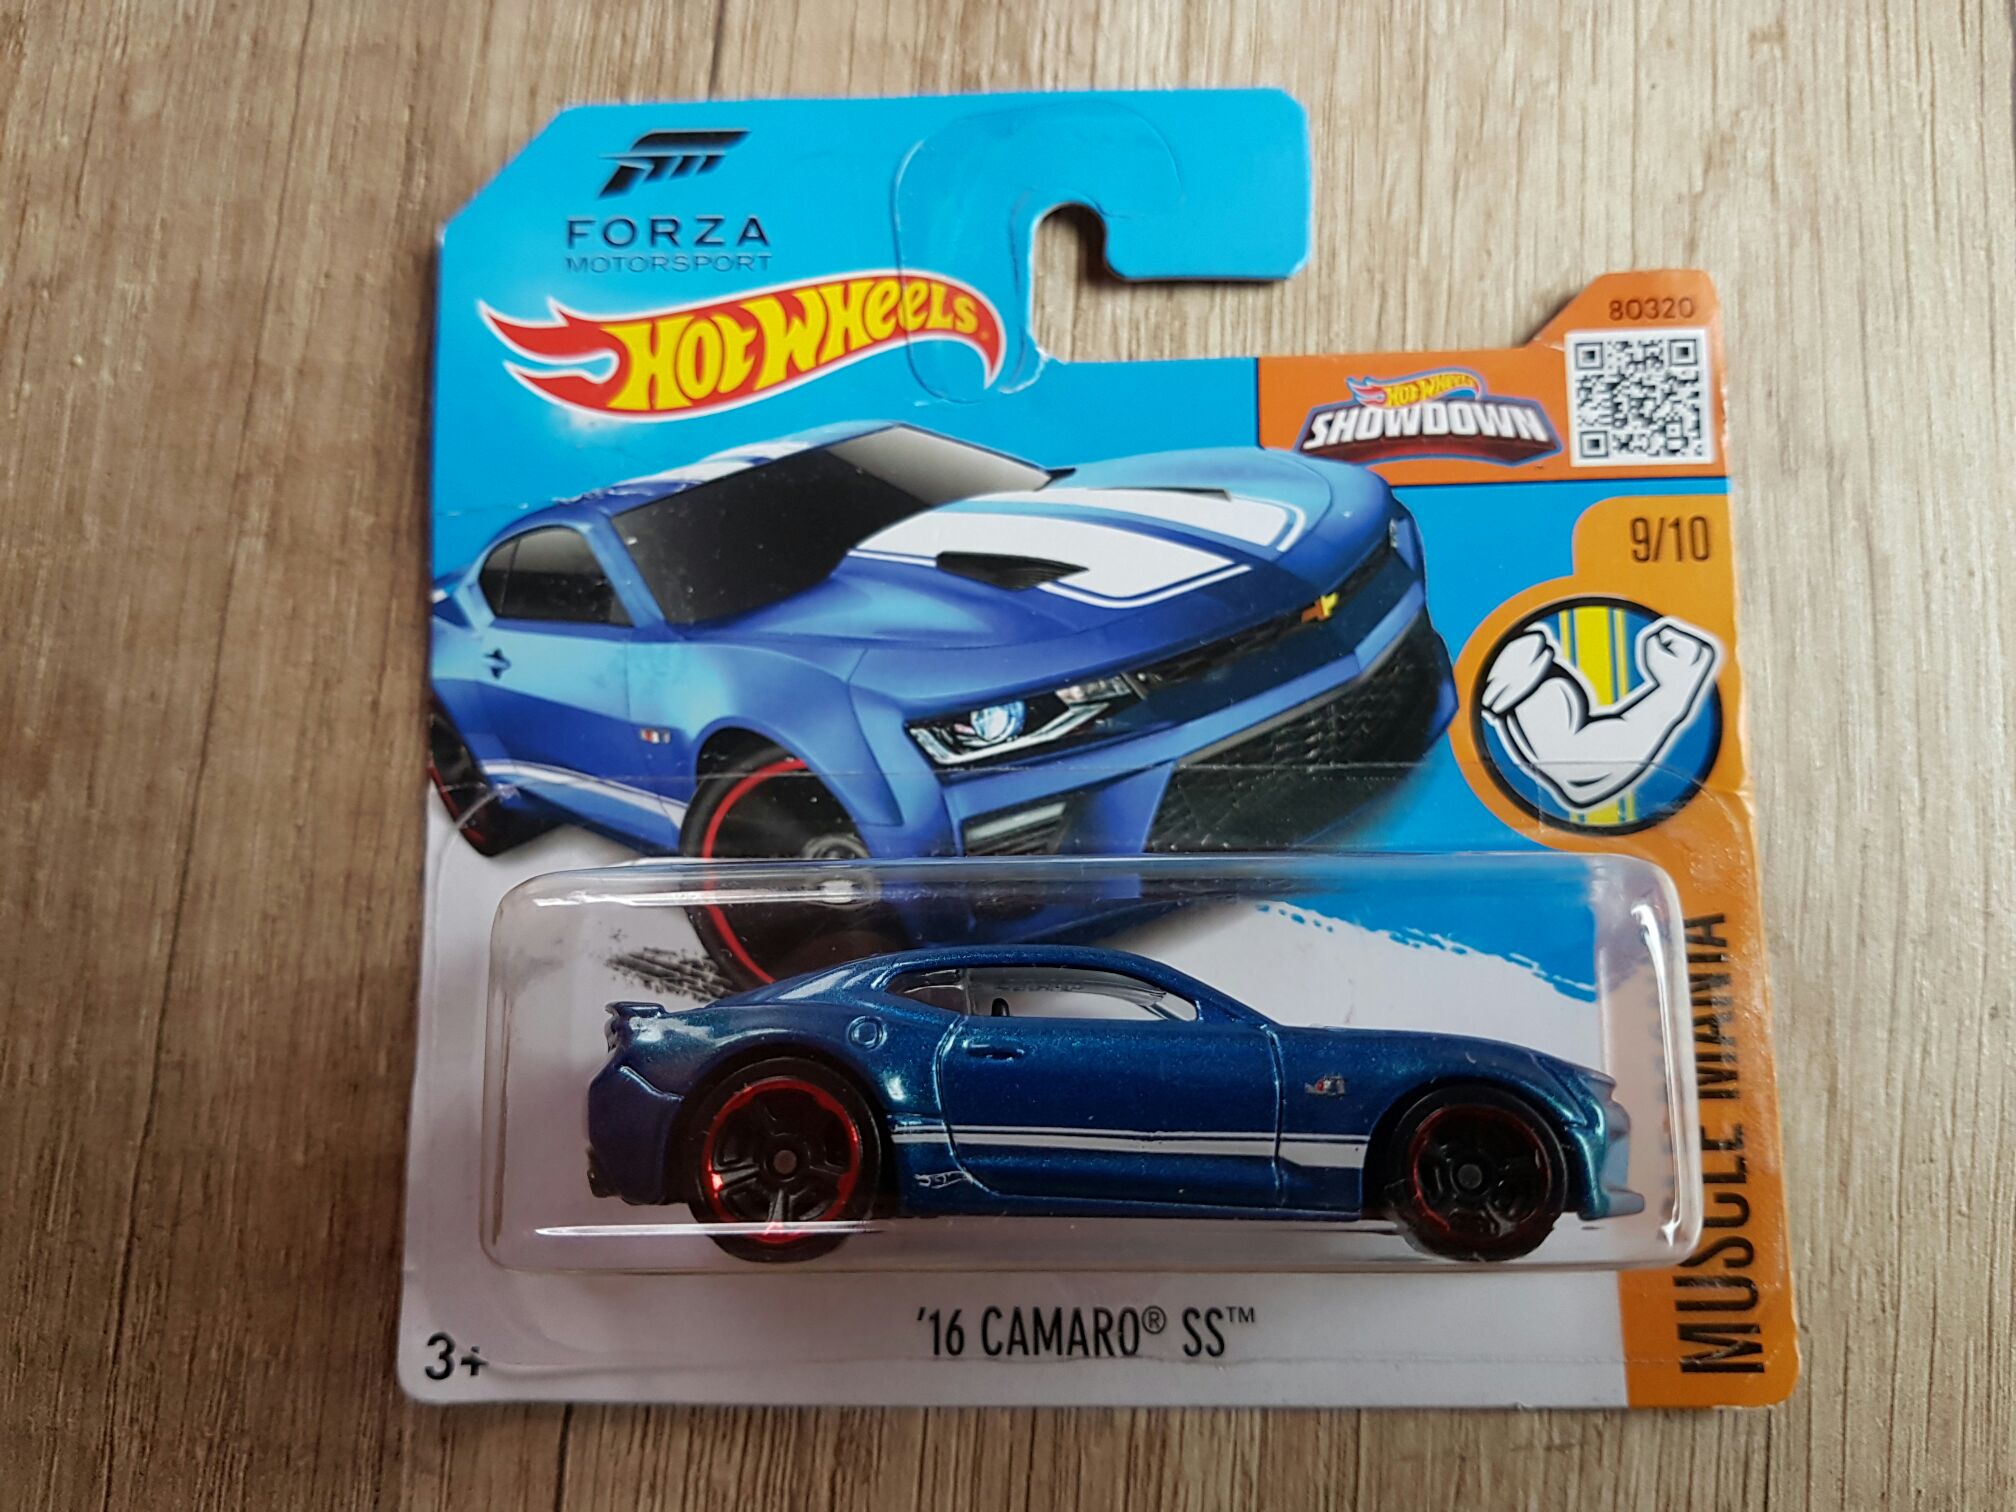 FORZA
MOTORSPORT
HOT WHEELS
80320
HOT WHEELS
SHOWDOWN
9/10
MUSCLE MANIA
'16 CAMARO® SS™
3+